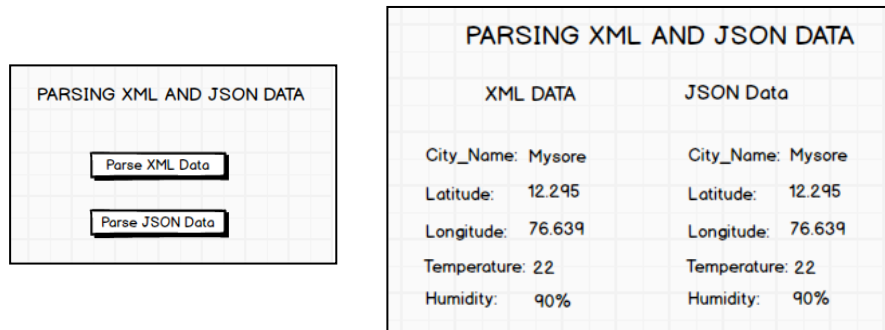 PARSING XML AND JSON DATA
Parse XML Data
Parse JSON Data
PARSING XML AND JSON DATA
XML DATA
City_Name: Mysore
Latitude: 12.295
Longitude: 76.639
Temperature: 22
Humidity: 90%
JSON Data
City_Name: Mysore
Latitude: 12.295
Longitude: 76.639
Temperature: 22
Humidity: 90%